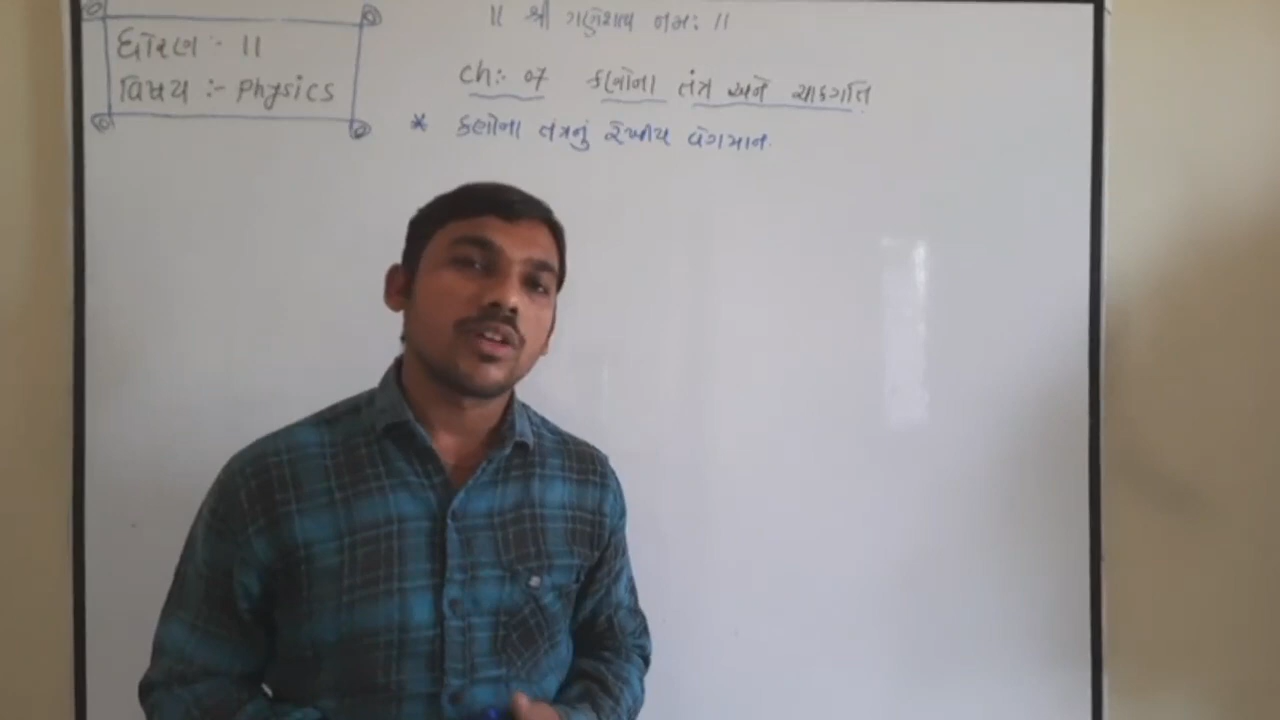 ધોરણ :- 11
વિષય :- Physics
॥ શ્રી ગણેશાય નમઃ ॥
Ch:- 07 કણોના તંત્ર અને ચાકગતિ
* કણોના તંત્રનું રેખીય વેગમાન.